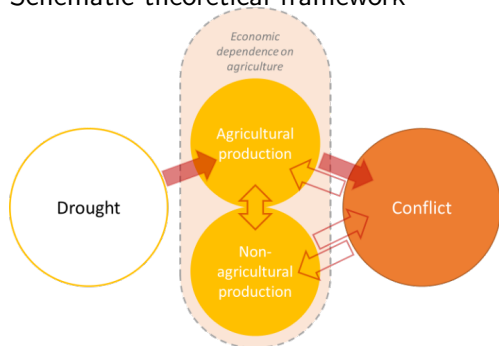 Schematic theoretical framework
Economic
dependence on
agriculture
Agricultural
production
Drought
Conflict
Non-
agricultural
production